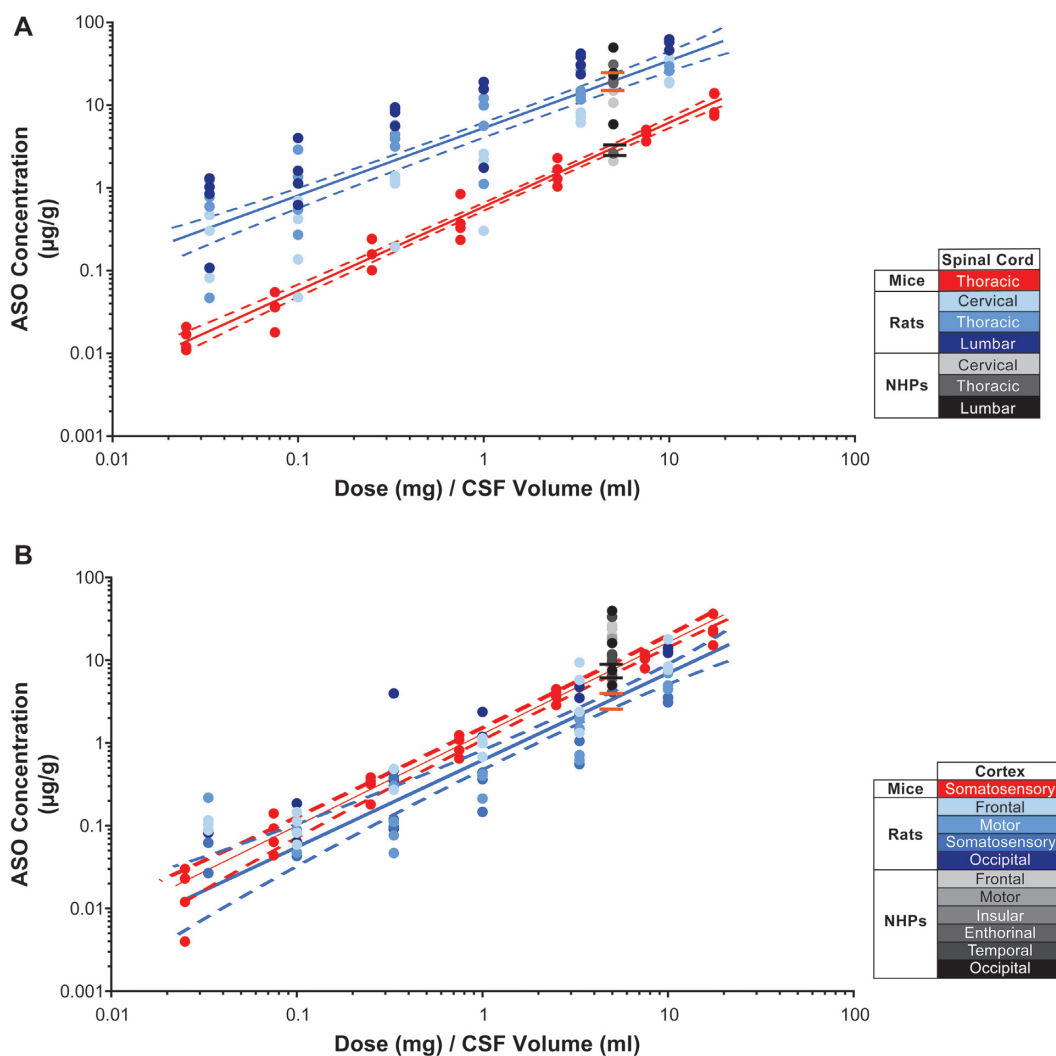 A
100
10
1
0.1
0.01
0.001
ASO Concentration
(µg/g)
0.01
0.1
1
10
100
Dose (mg) / CSF Volume (ml)
Spinal Cord
Mice
Thoracic
Rats
Cervical
Thoracic
Lumbar
NHPs
Cervical
Thoracic
Lumbar
B
100
10
1
0.1
0.01
0.001
ASO Concentration
(µg/g)
0.01
0.1
1
10
100
Dose (mg) / CSF Volume (ml)
Cortex
Mice
Somatosensory
Rats
Frontal
Motor
Somatosensory
Occipital
NHPs
Frontal
Motor
Insular
Enthorinal
Temporal
Occipital